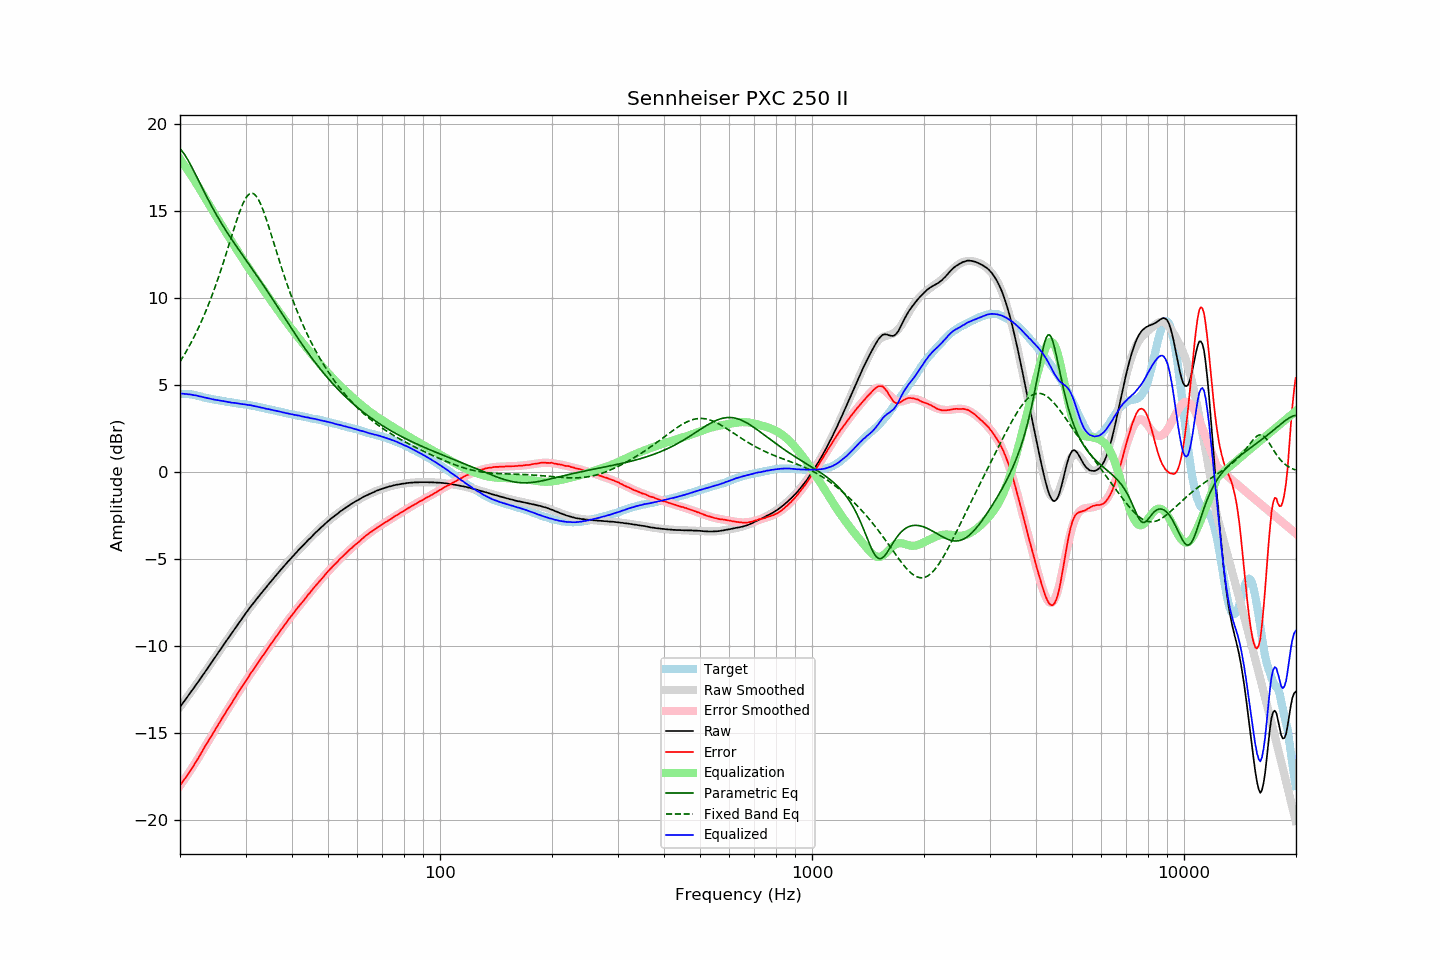 Sennheiser PXC 250 II
20
15
10
5
0
−5
−10
−15
−20
Amplitude (dBr)
Target
Raw Smoothed
Error Smoothed
Raw
Error
Equalization
Parametric Eq
Fixed Band Eq
Equalized
100
1000
10000
Frequency (Hz)